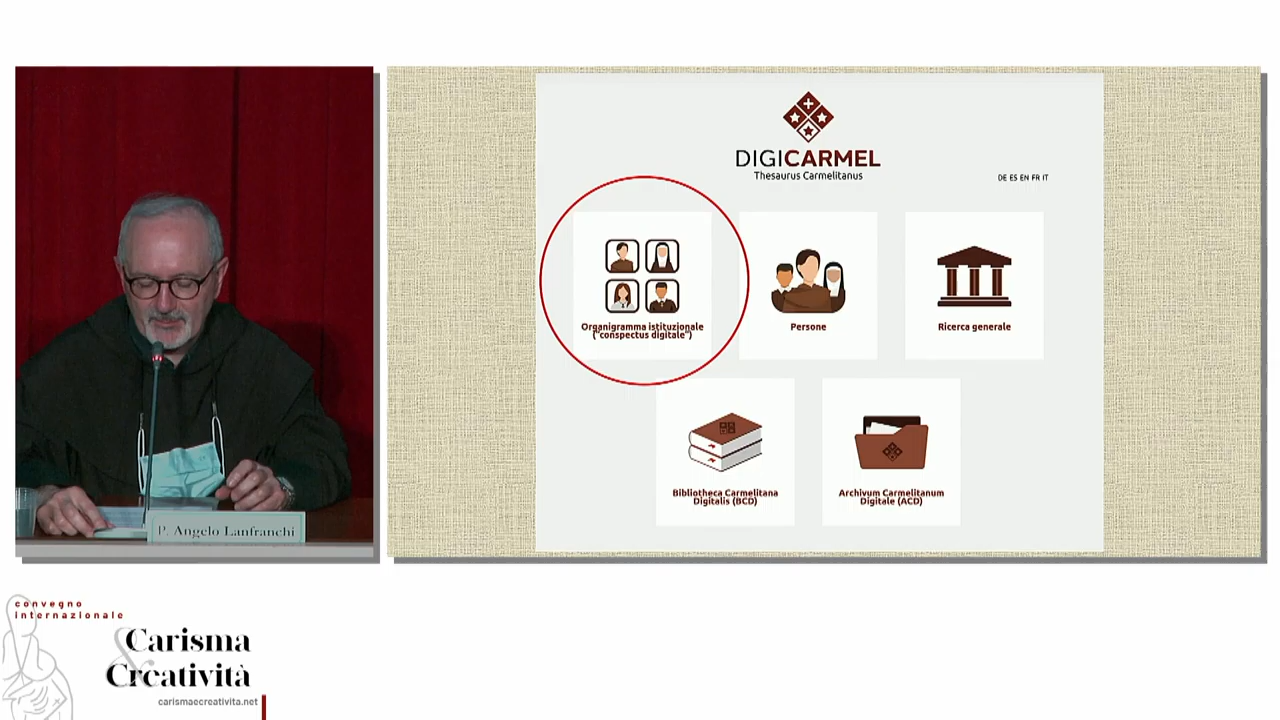 P. Angelo Lanfranchi
DIGICARMEL
Thesaurus Carmelitanus
DE ES EN FR IT
Organigramma istituzionale
("conspectus digitale")
Persone
Ricerca generale
Bibliotheca Carmelitana
Digitalis (BCD)
Archivum Carmelitanum
Digitale (ACD)
convegno
internazionale
Carisma
&
Creatività
carismaecreativita.net